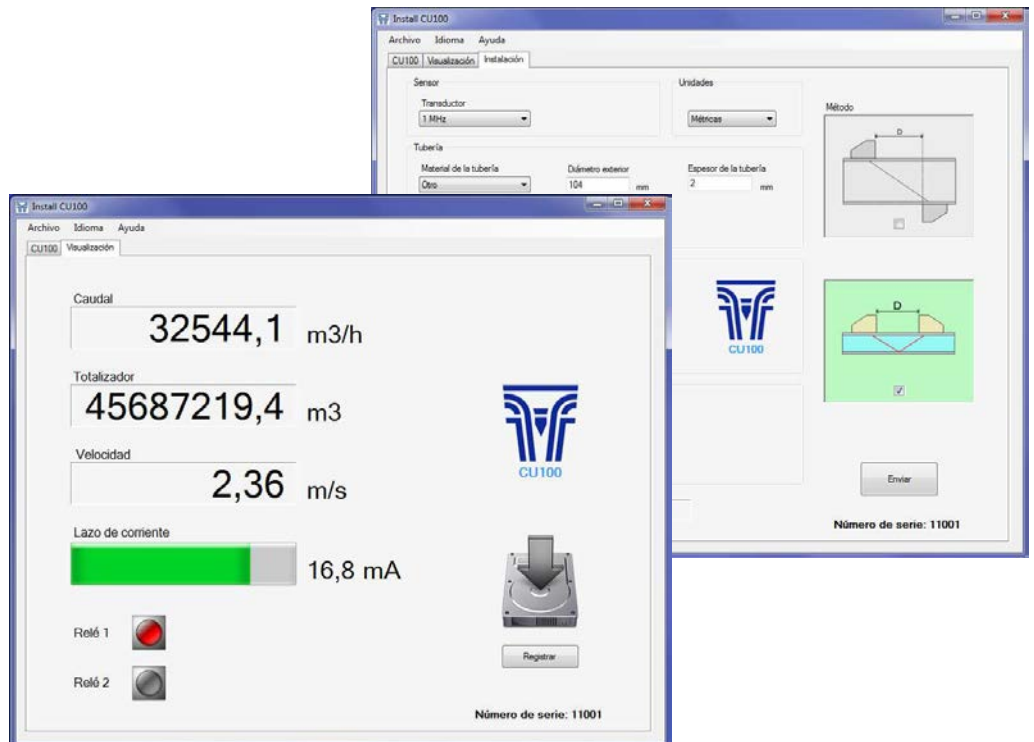 Install CU100
Archivo Idioma Ayuda
CU100 Visualización Instalación
Sensor
Transductor
1 MHz
Unidades
Métricas
Método
D
Tubería
Material de la tubería
Otro
Diámetro exterior
104 mm
Espesor de la tubería
2 mm
CU100
D
Enviar
Número de serie: 11001
Install CU100
Archivo Idioma Ayuda
CU100 Visualización
Caudal
32544,1 m3/h
Totalizador
45687219,4 m3
Velocidad
2,36 m/s
Lazo de corriente
16,8 mA
Relé 1
Relé 2
CU100
Registrar
Número de serie: 11001